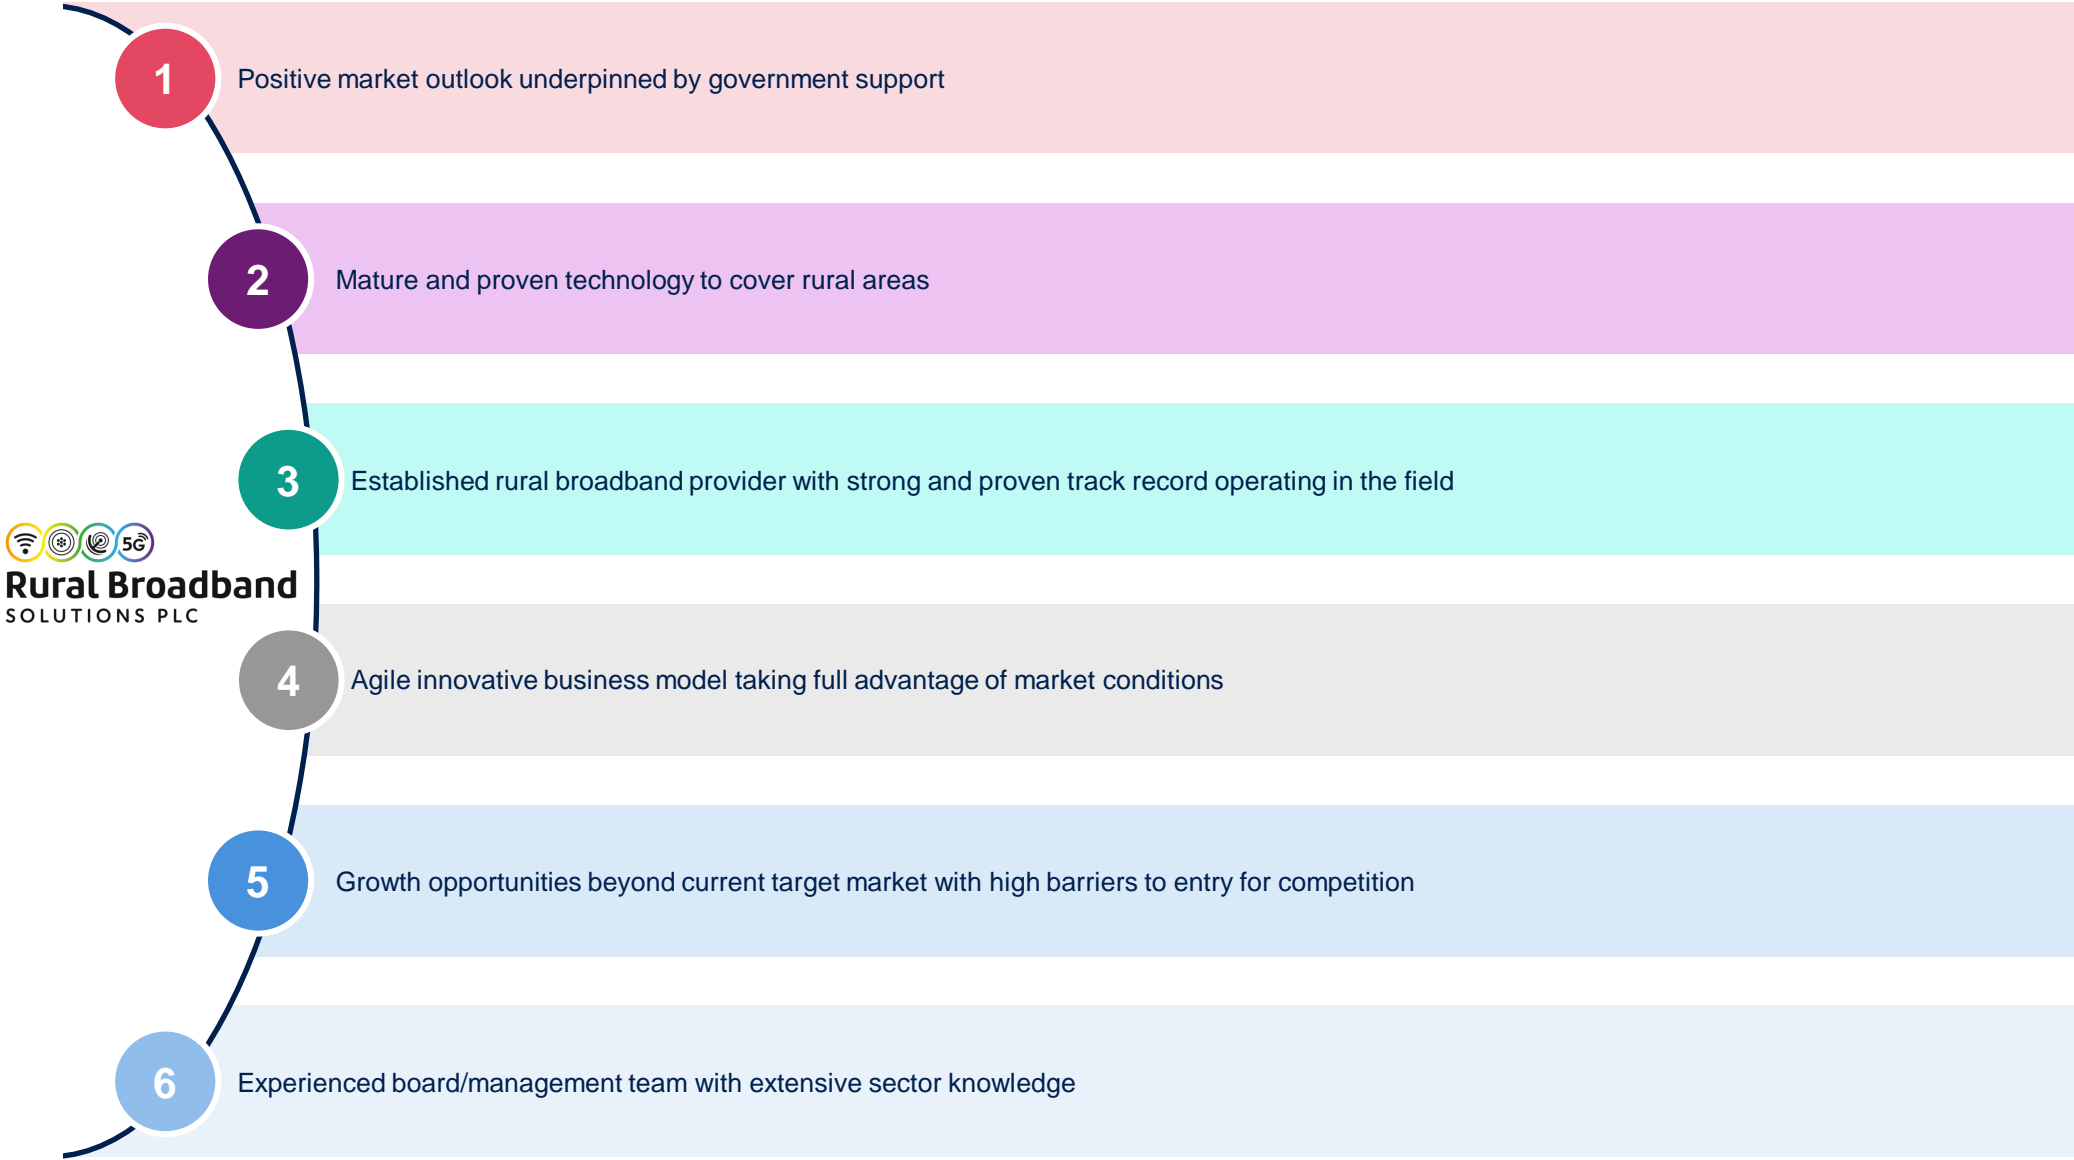 1
Positive market outlook underpinned by government support
2
Mature and proven technology to cover rural areas
3
Established rural broadband provider with strong and proven track record operating in the field
5G
Rural Broadband
SOLUTIONS PLC
4
Agile innovative business model taking full advantage of market conditions
5
Growth opportunities beyond current target market with high barriers to entry for competition
6
Experienced board/management team with extensive sector knowledge